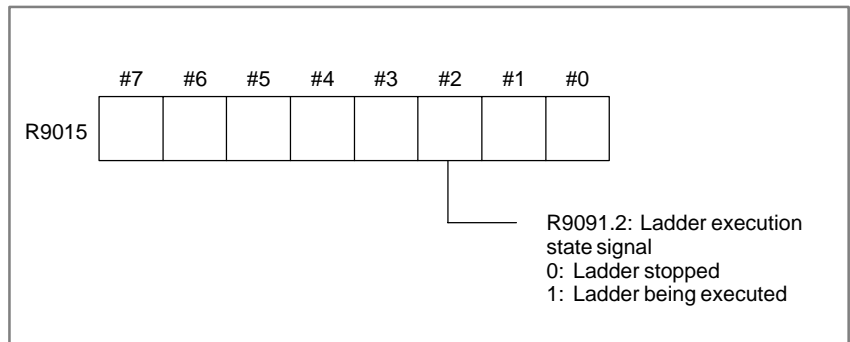 #7 #6 #5 #4 #3 #2 #1 #0
R9015
R9091.2: Ladder execution
state signal
0: Ladder stopped
1: Ladder being executed